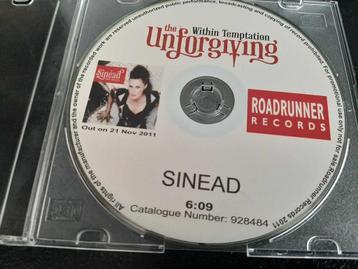 Within Temptation
the
Unforgiving
Sinéad
Out on 21 Nov 2011
ROADRUNNER
RECORDS
SINEAD
6:09
Catalogue Number: 928484
All rights of the manufacturer and the owner of the recorded work are reserved unauthorized public performance, broadcasting and copying of record prohibited. For promotional use only not for sale Roadrunner Records 2011